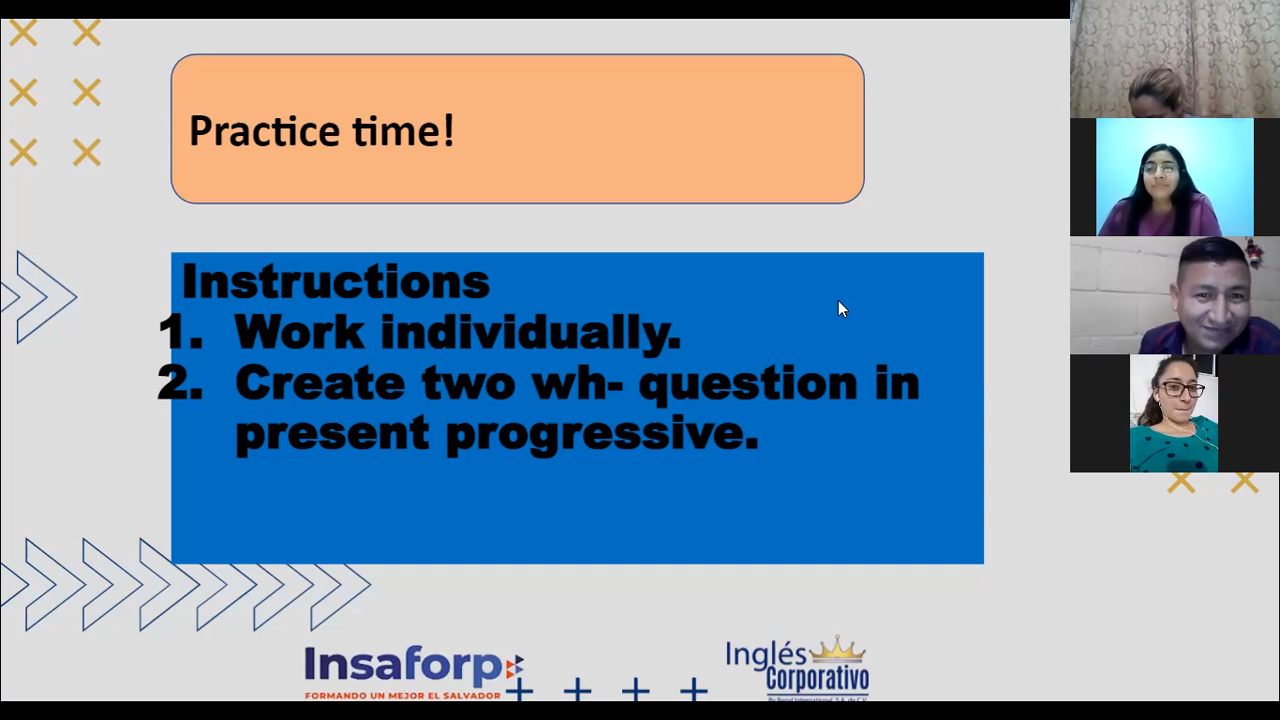 Practice time!
Instructions
1. Work individually.
2. Create two wh- question in
present progressive.
Insaforp
FORMANDO UN MEJOR EL SALVADOR
Inglés
Corporativo